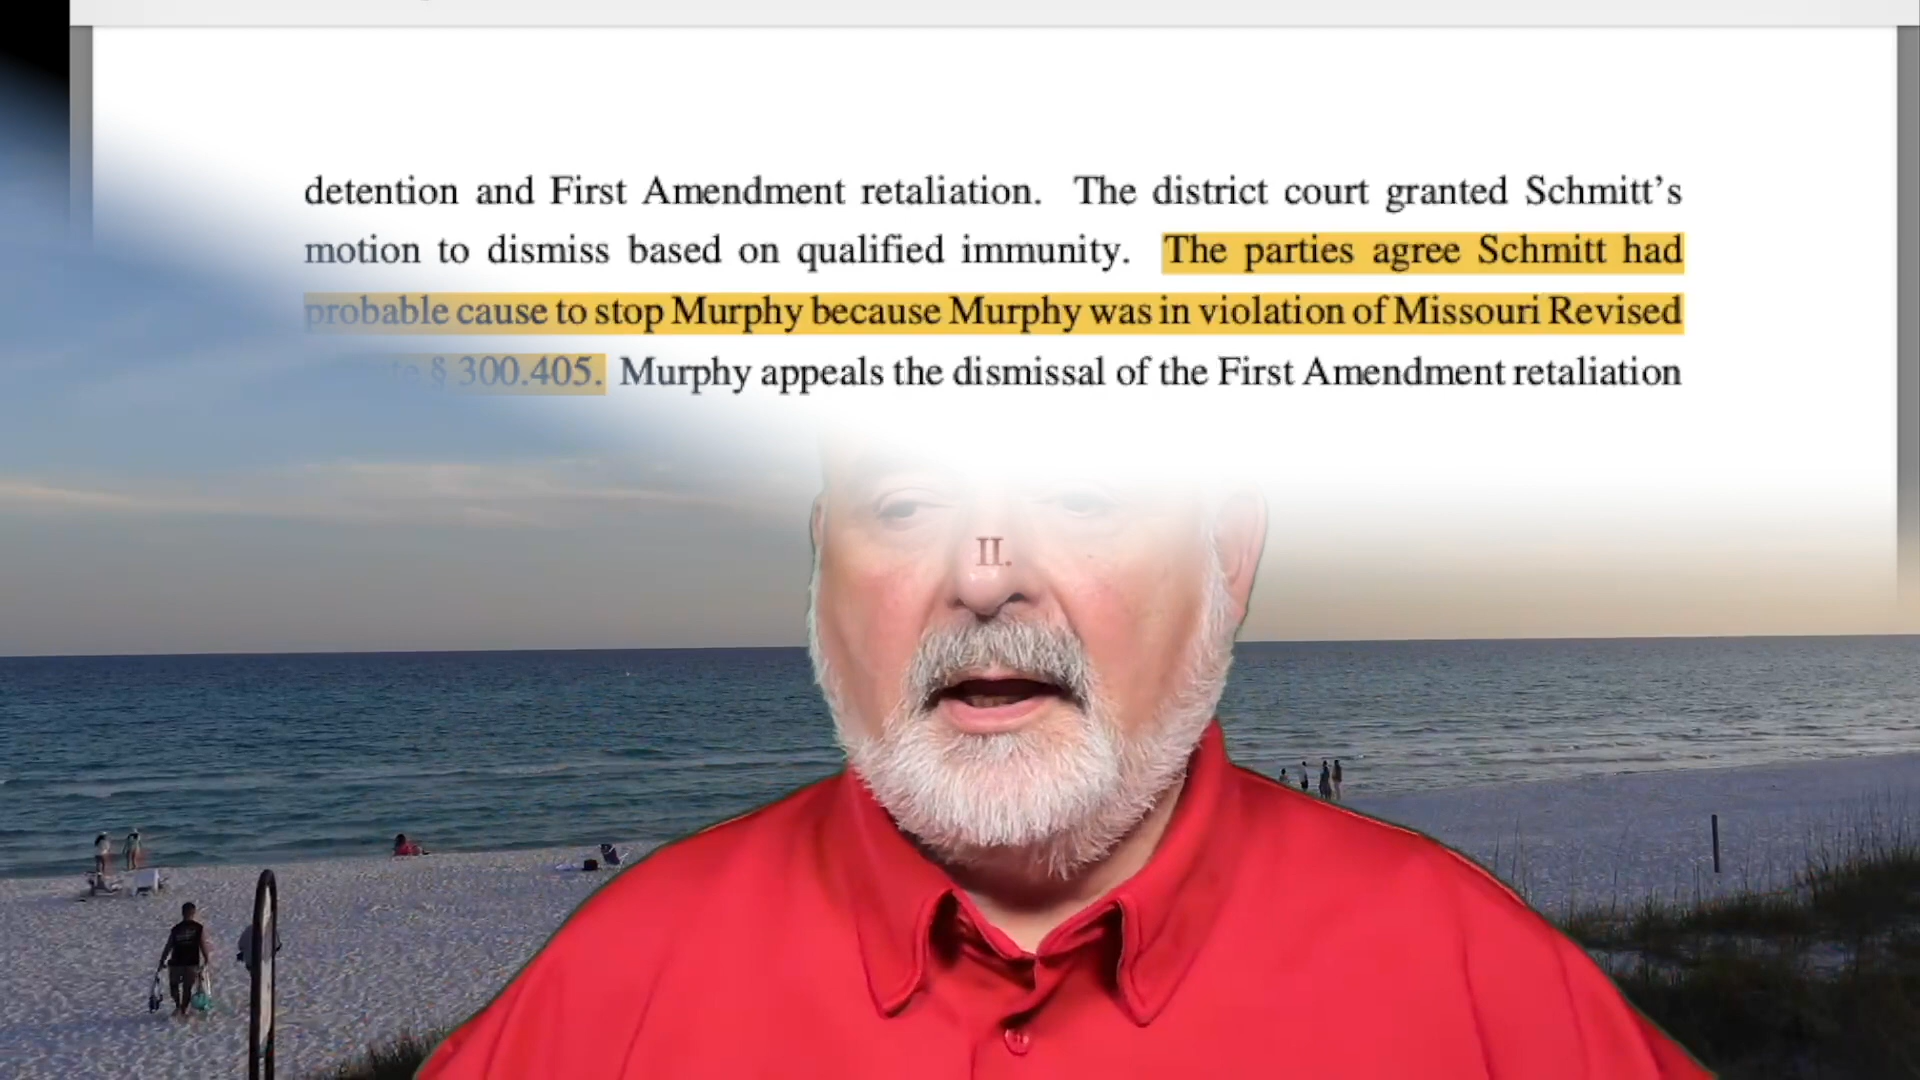 detention and First Amendment retaliation. The district court granted Schmitt's
motion to dismiss based on qualified immunity. The parties agree Schmitt had
probable cause to stop Murphy because Murphy was in violation of Missouri Revised
§ 300.405. Murphy appeals the dismissal of the First Amendment retaliation
II.